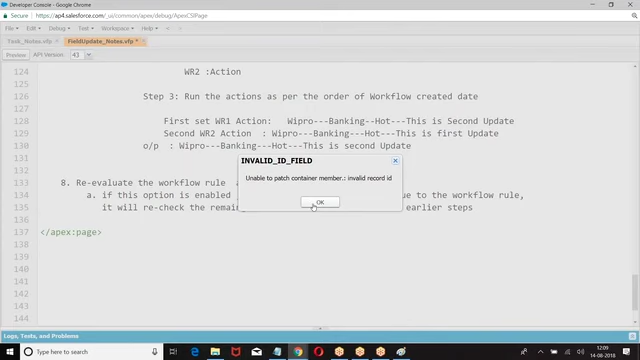 Developer Console - Google Chrome
Secure | https://ap4.salesforce.com/_ui/common/apex/debug/ApexCSIPage
File Edit Debug Test Workspace Help < >
Task_Notes.vfp FieldUpdate_Notes.vfp *
Preview API Version: 43
124 WR2 :Action
125
126 Step 3: Run the actions as per the order of Workflow created date
127
128 First set WR1 Action: Wipro---Banking--Hot---This is Second Update
129 Second WR2 Action : Wipro---Banking--Hot---This is first Update
130 o/p : Wipro---Banking--Hot---This is second Update
131
132
133 8. Re-evaluate the workflow rule
134 a. if this option is enabled ue to the workflow rule,
135 it will re-check the remain earlier steps
136
137 </apex:page>
138
139
140
141
142
143
144
INVALID_ID_FIELD
Unable to patch container member.: invalid record id
OK
Logs, Tests, and Problems
Type here to search
12:09
14-08-2018